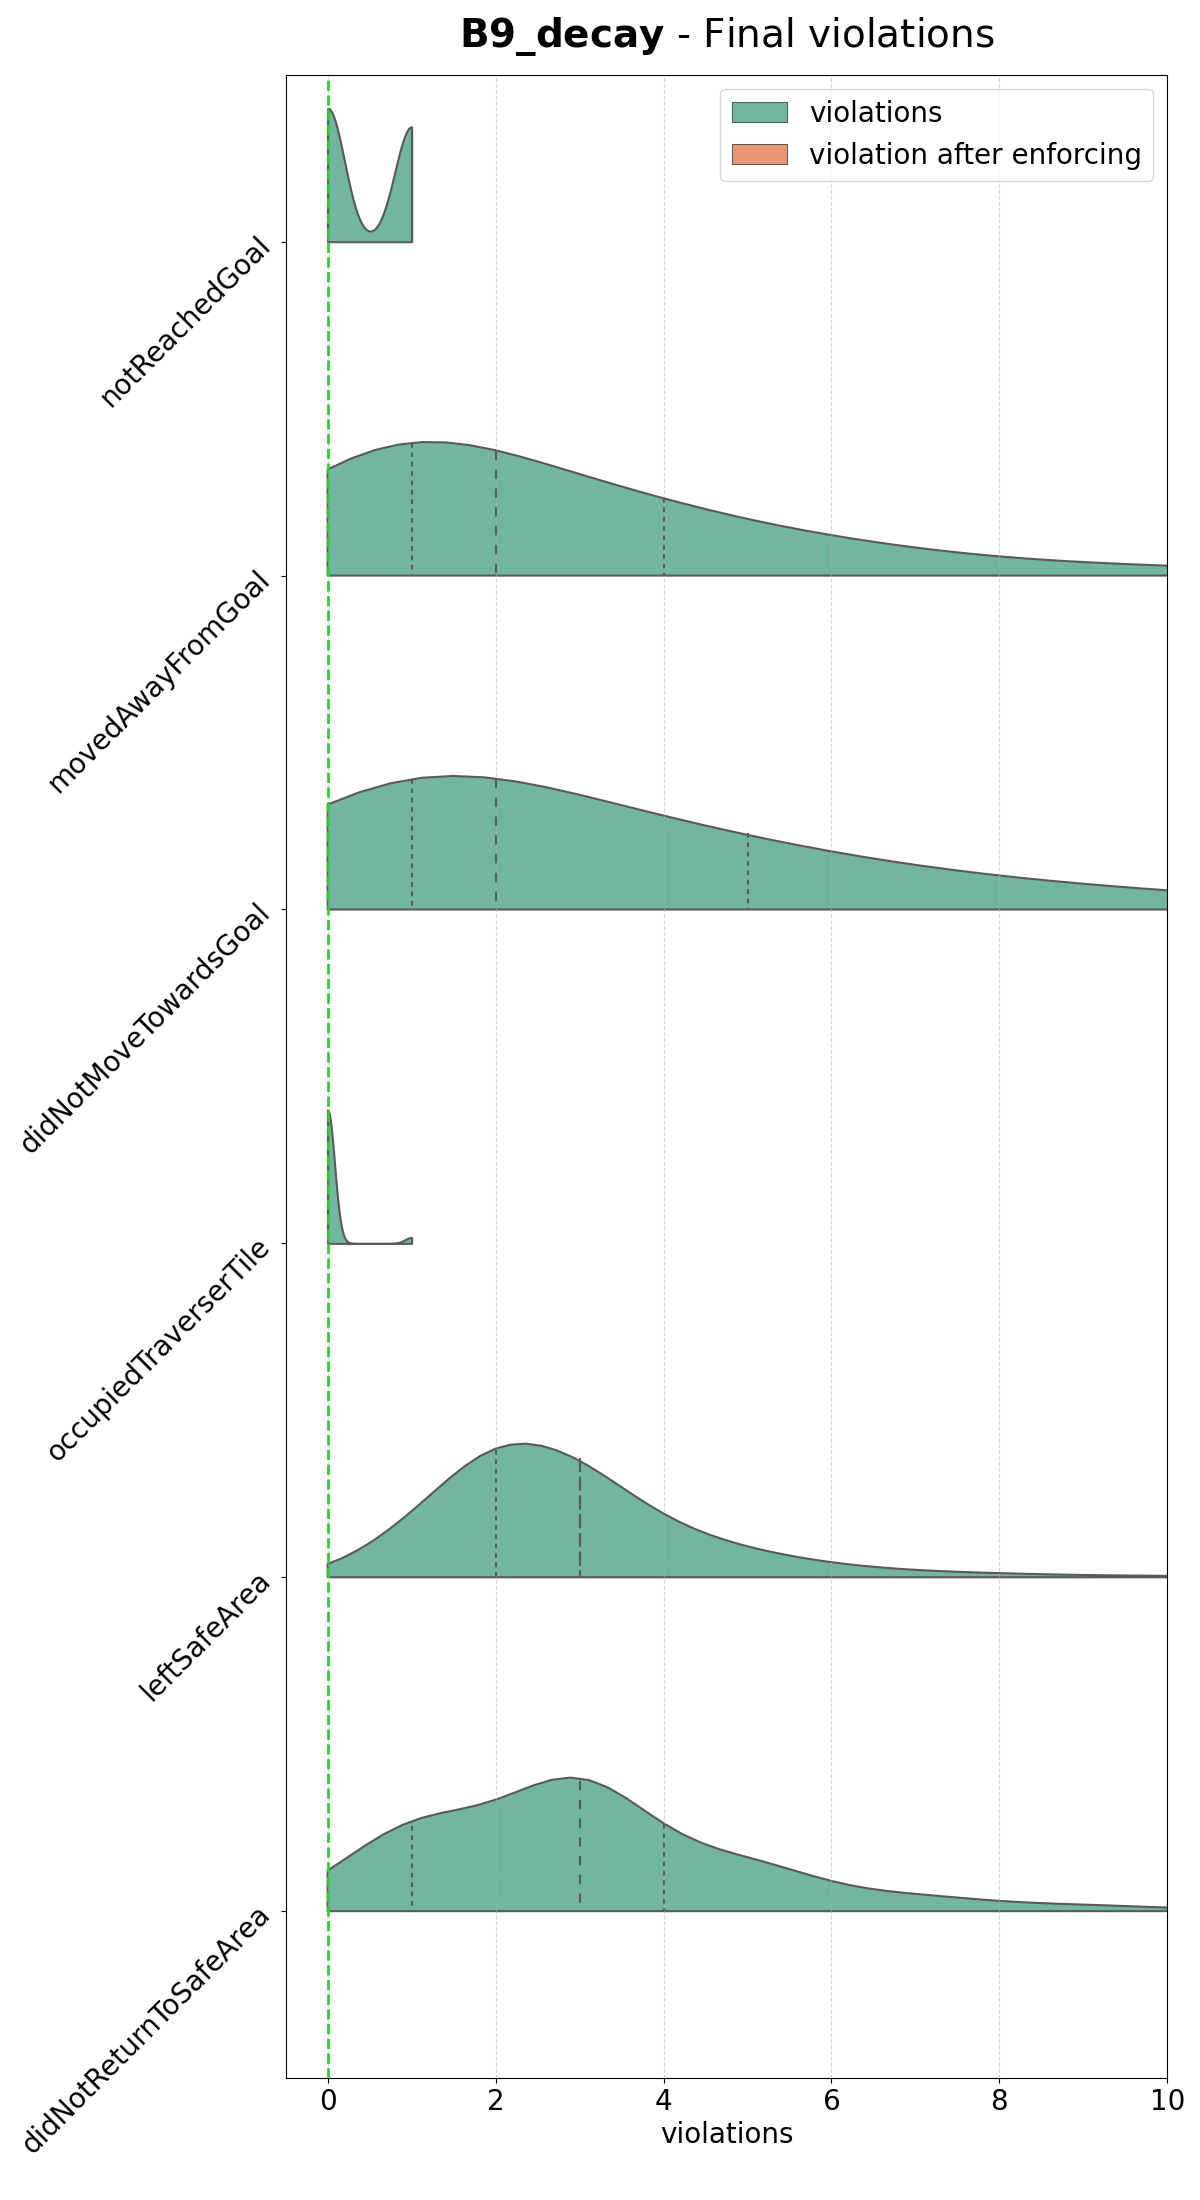 B9_decay - Final violations
violations
violation after enforcing
notReachedGoal
movedAwayFromGoal
didNotMoveTowardsGoal
occupiedTraverserTile
leftSafeArea
didNotReturnToSafeArea
0 2 4 6 8 10
violations